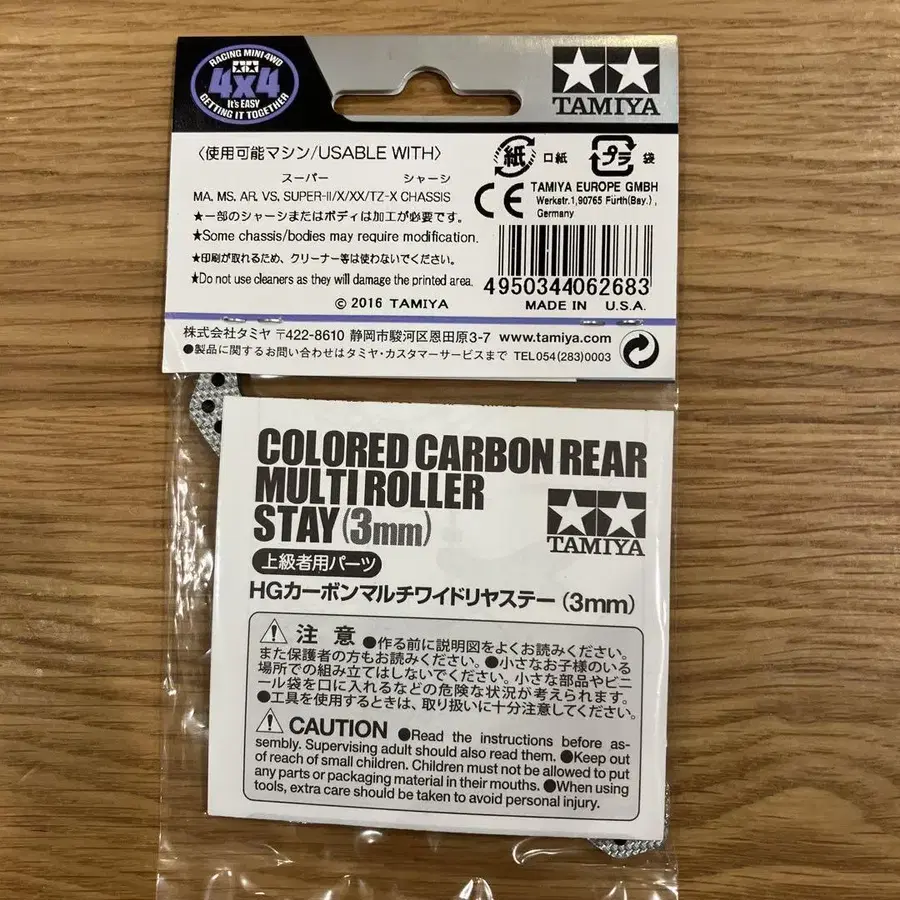 RACING MINI 4WD
4x4
It's EASY
GETTING IT TOGETHER
TAMIYA
〈使用可能マシン/USABLE WITH〉
スーパー シャーシ
MA. MS. AR. VS. SUPER-II/X/XX/TZ-X CHASSIS
★一部のシャーシまたはボディは加工が必要です。
★Some chassis/bodies may require modification.
★印刷が取れるため、クリーナー等は使わないでください。
★Do not use cleaners as they will damage the printed area.
© 2016 TAMIYA
紙 口紙
プラ 袋
CE
TAMIYA EUROPE GMBH
Werkstr.1,90765 Fürth(Bay.),
Germany
4950344062683
MADE IN U.S.A.
株式会社タミヤ 〒422-8610 静岡市駿河区恩田原3-7 www.tamiya.com
●製品に関するお問い合わせはタミヤ・カスタマーサービスまで TEL 054(283)0003
COLORED CARBON REAR
MULTI ROLLER
STAY (3mm)
TAMIYA
上級者用パーツ
HGカーボンマルチワイドリヤステー (3mm)
注意 ●作る前に説明図をよくお読みください。
また保護者の方もお読みください。●小さなお子様のいる
場所での組み立てはしないでください。小さな部品やビニ
ール袋を口に入れるなどの危険な状況が考えられます。
●工具を使用するときは、取り扱いに十分注意してください。
CAUTION ●Read the instructions before as-
sembly. Supervising adult should also read them. ●Keep out
of reach of small children. Children must not be allowed to put
any parts or packaging material in their mouths. ●When using
tools, extra care should be taken to avoid personal injury.